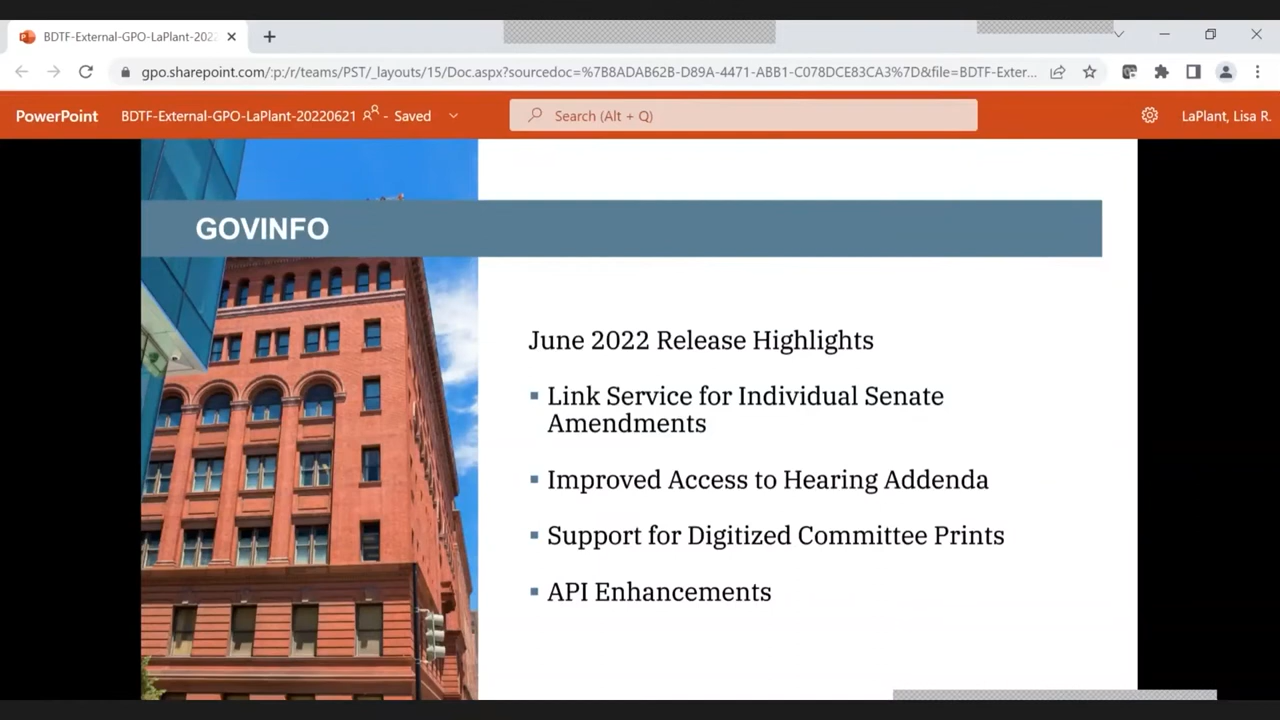 BDTF-External-GPO-LaPlant-202
gpo.sharepoint.com/:p:/r/teams/PST/_layouts/15/Doc.aspx?sourcedoc=%7B8ADAB62B-D89A-4471-ABB1-C078DCE83CA3%7D&file=BDTF-Exter...
PowerPoint BDTF-External-GPO-LaPlant-20220621 - Saved Search (Alt + Q) LaPlant, Lisa R.
GOVINFO
June 2022 Release Highlights
▪ Link Service for Individual Senate
Amendments
▪ Improved Access to Hearing Addenda
▪ Support for Digitized Committee Prints
▪ API Enhancements